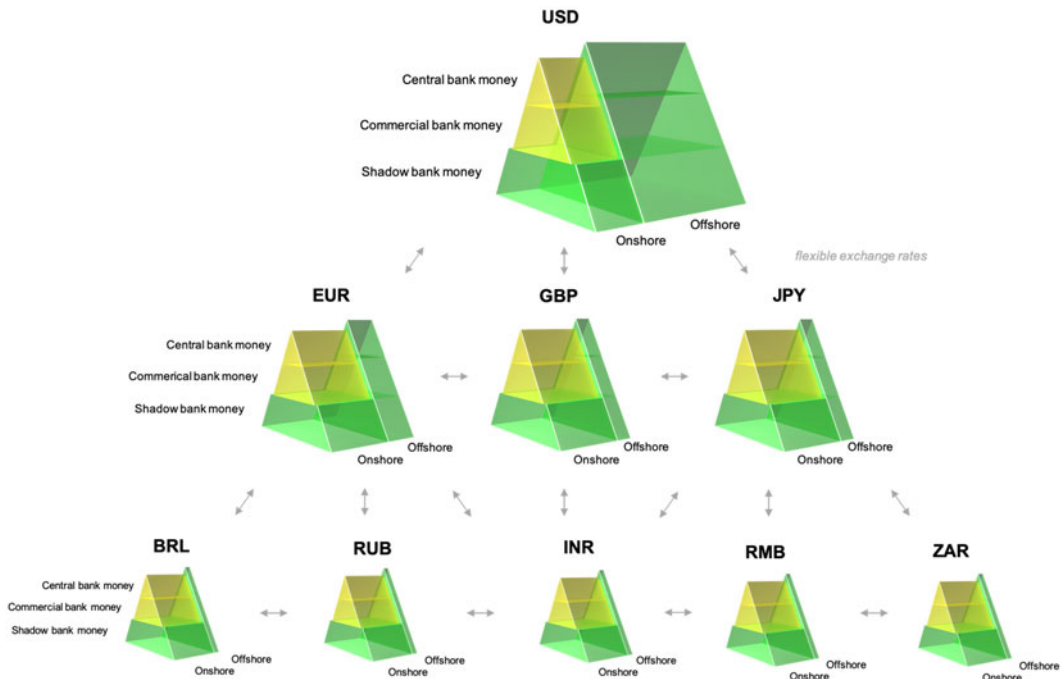 USD
Central bank money
Commercial bank money
Shadow bank money
Offshore
Onshore
flexible exchange rates
EUR
GBP
JPY
Central bank money
Commerical bank money
Shadow bank money
Offshore
Onshore
Offshore
Onshore
Offshore
Onshore
BRL
RUB
INR
RMB
ZAR
Central bank money
Commercial bank money
Shadow bank money
Offshore
Onshore
Offshore
Onshore
Offshore
Onshore
Offshore
Onshore
Offshore
Onshore